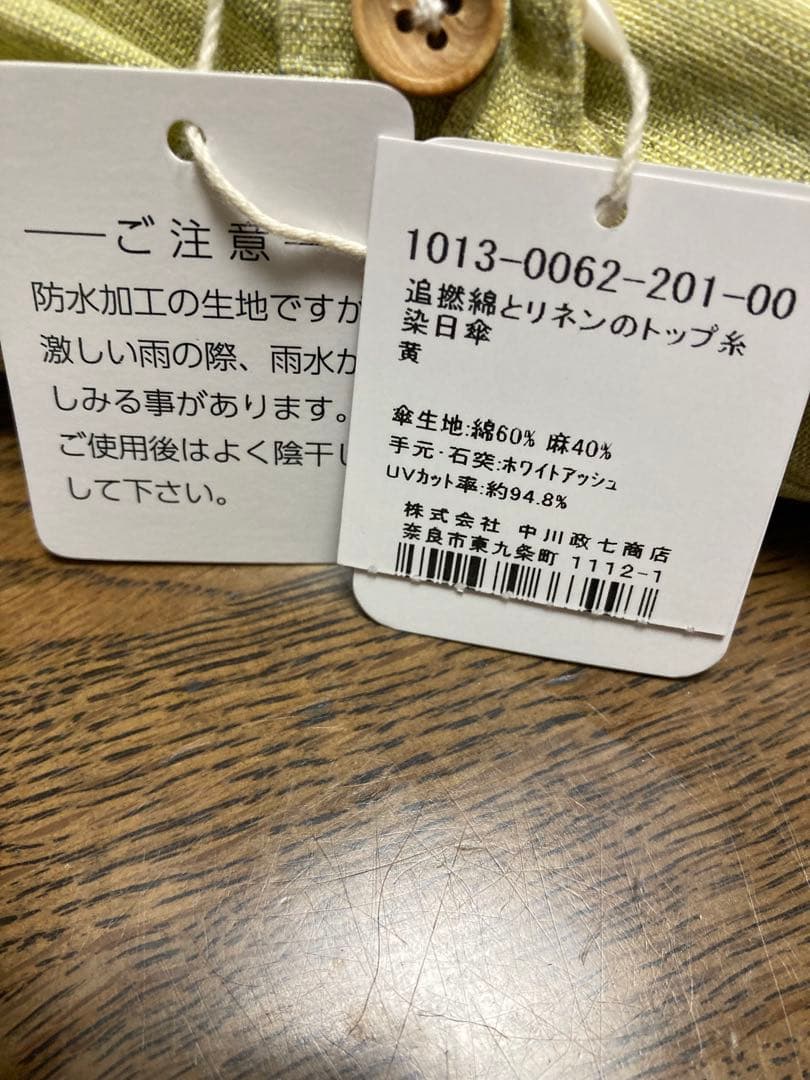 ご注意
防水加工の生地ですが
激しい雨の際、雨水が
しみる事があります。
ご使用後はよく陰干し
して下さい。
1013-0062-201-00
追撚綿とリネンのトップ糸
染日傘
黄
傘生地:綿60% 麻40%
手元・石突:ホワイトアッシュ
UVカット率:約94.8%
株式会社 中川政七商店
奈良市東九条町 1112-1